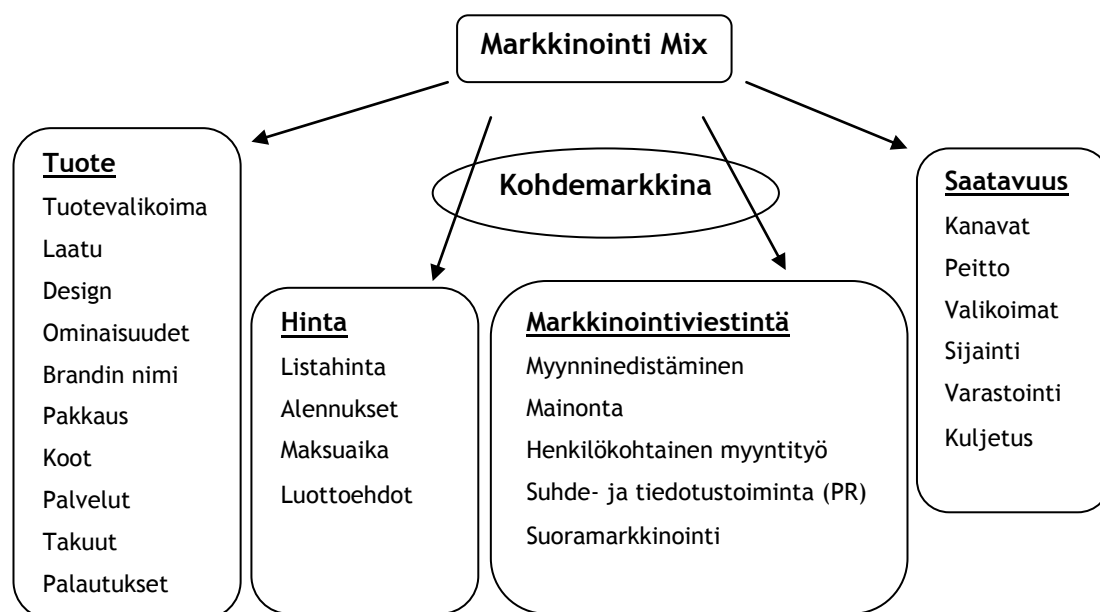 Markkinointi Mix
Kohdemarkkina
Tuote
Tuotevalikoima
Laatu
Design
Ominaisuudet
Brandin nimi
Pakkaus
Koot
Palvelut
Takuut
Palautukset
Hinta
Listahinta
Alennukset
Maksuaika
Luottoehdot
Markkinointiviestintä
Myynninedistäminen
Mainonta
Henkilökohtainen myyntityö
Suhde- ja tiedotustoiminta (PR)
Suoramarkkinointi
Saatavuus
Kanavat
Peitto
Valikoimat
Sijainti
Varastointi
Kuljetus